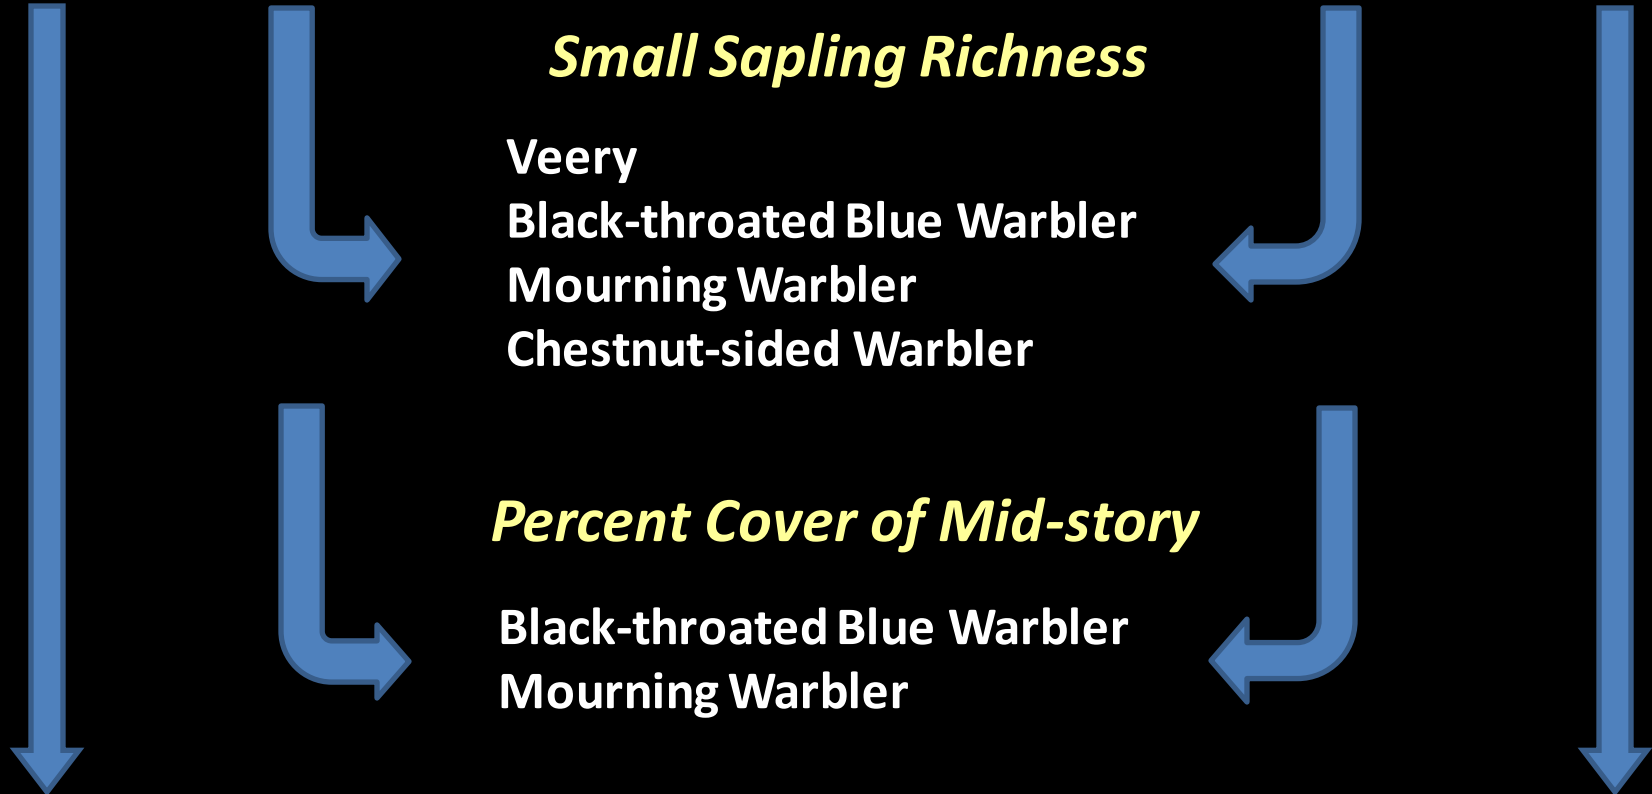 Small Sapling Richness
Veery
Black-throated Blue Warbler
Mourning Warbler
Chestnut-sided Warbler
Percent Cover of Mid-story
Black-throated Blue Warbler
Mourning Warbler